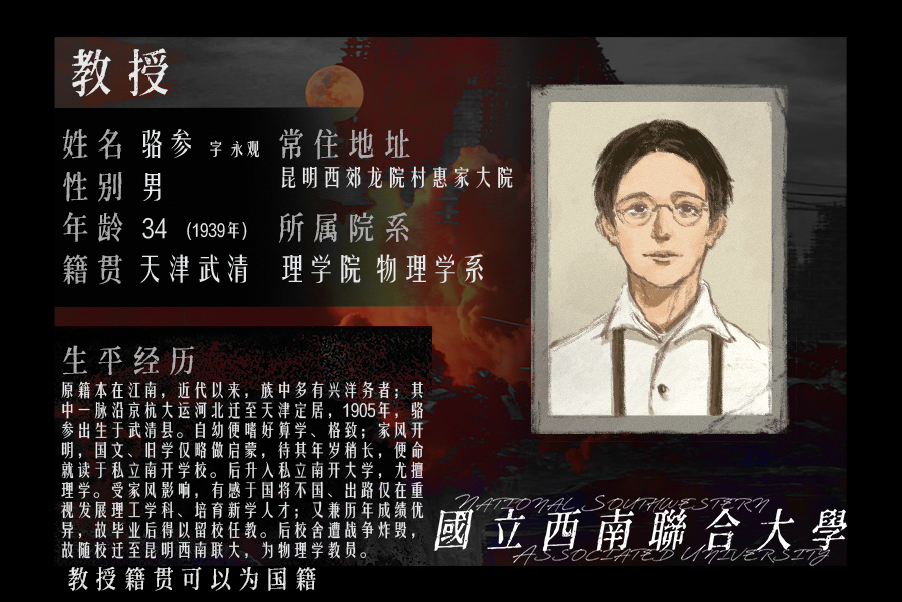 教授
姓名 骆参 字 永观
性别 男
年龄 34 (1939年)
籍贯 天津武清
常住地址
昆明西郊龙院村惠家大院
所属院系
理学院 物理学系
生平经历
原籍本在江南，近代以来，族中多有兴洋务者；其
中一脉沿京杭大运河北迁至天津定居，1905年，骆
参出生于武清县。自幼便嗜好算学、格致；家风开
明，国文、旧学仅略做启蒙，待其年岁稍长，便命
就读于私立南开学校。后升入私立南开大学，尤擅
理学。受家风影响，有感于国将不国、出路仅在重
视发展理工学科、培育新学人才；又兼历年成绩优
异，故毕业后得以留校任教。后校舍遭战争炸毁，
故随校迁至昆明西南联大，为物理学教员。
教授籍贯可以为国籍
NATIONAL SOUTHWESTERN
國立西南聯合大學
ASSOCIATED UNIVERSITY